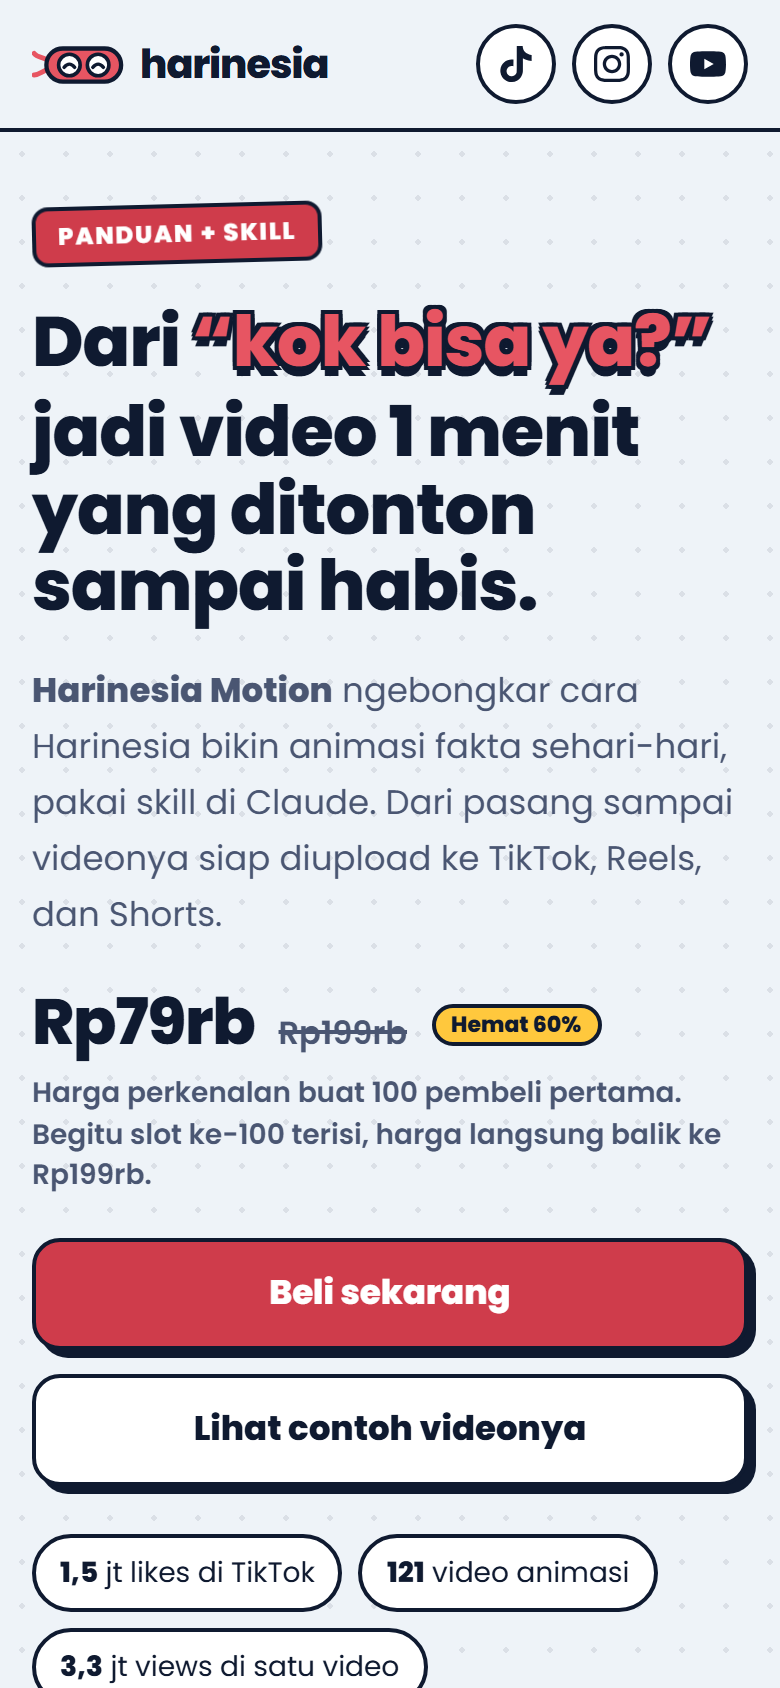 harinesia
PANDUAN + SKILL
Dari “kok bisa ya?”
jadi video 1 menit
yang ditonton
sampai habis.
Harinesia Motion ngebongkar cara
Harinesia bikin animasi fakta sehari-hari,
pakai skill di Claude. Dari pasang sampai
videonya siap diupload ke TikTok, Reels,
dan Shorts.
Rp79rb Rp199rb Hemat 60%
Harga perkenalan buat 100 pembeli pertama.
Begitu slot ke-100 terisi, harga langsung balik ke
Rp199rb.
Beli sekarang
Lihat contoh videonya
1,5 jt likes di TikTok 121 video animasi
3,3 jt views di satu video